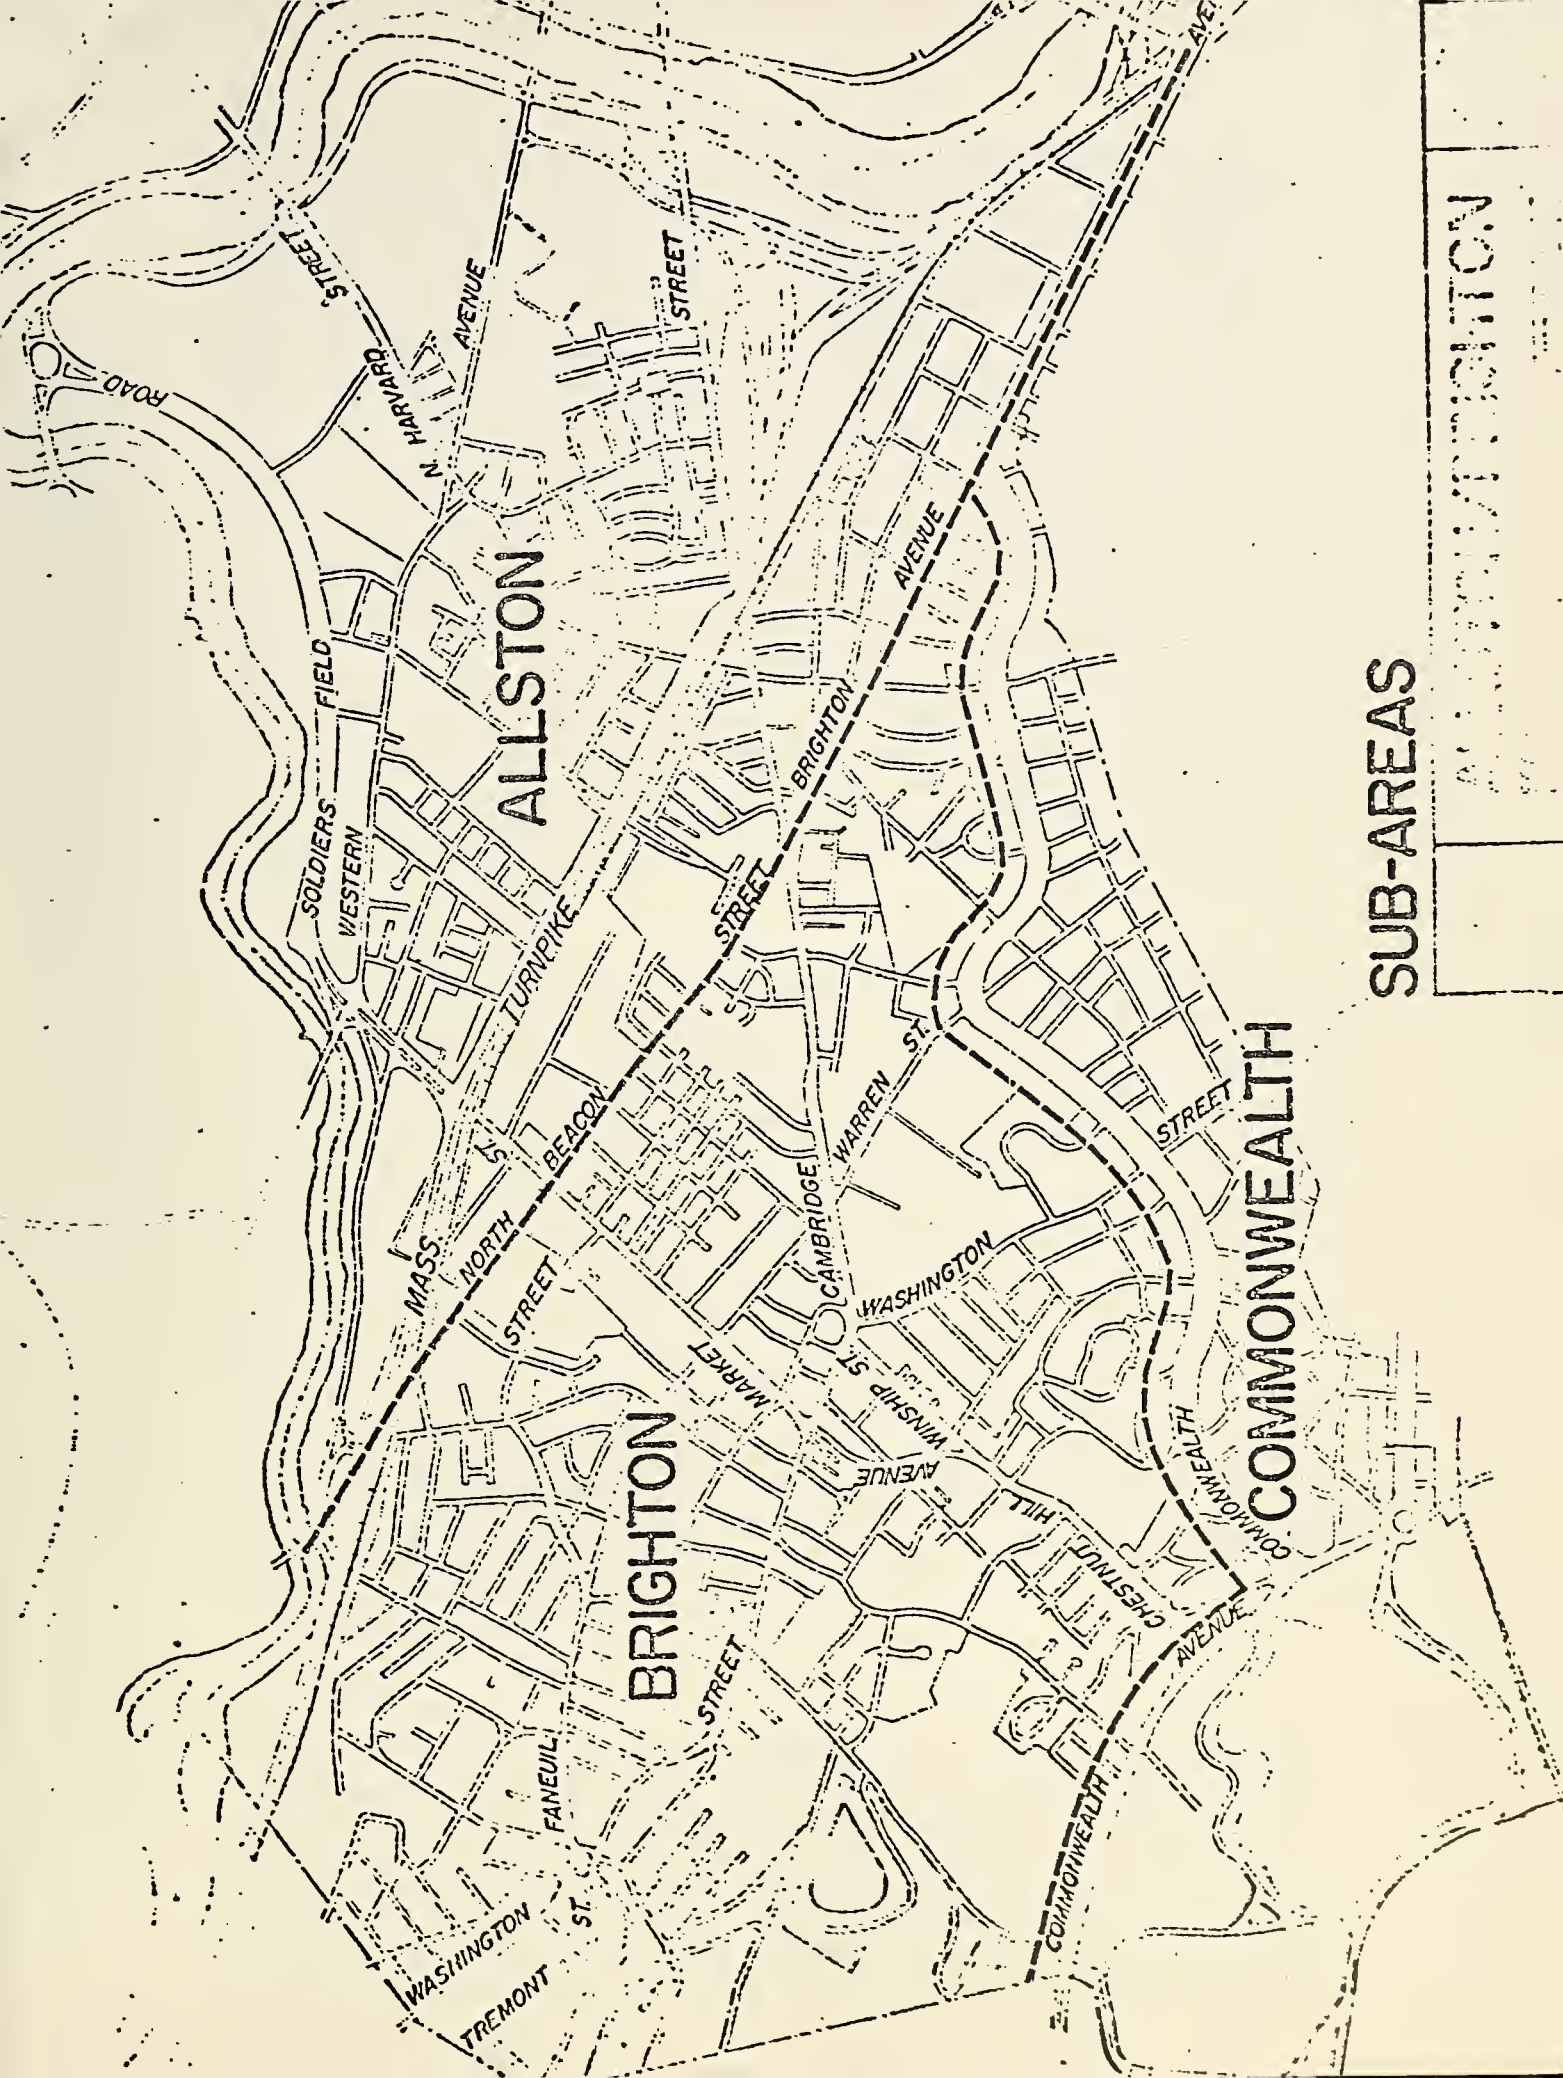 ALLSTON
BRIGHTON
COMMONWEALTH
SUB-AREAS
ALLSTON/BRIGHTON
SOLDIERS FIELD ROAD
WESTERN AVENUE
N. HARVARD STREET
STREET
MASS. TURNPIKE
NORTH BEACON STREET
BRIGHTON AVENUE
AVE
CAMBRIDGE
WARREN ST.
WASHINGTON
STREET
STREET
ST.
MARKET
WINSHIP ST.
CHESTNUT HILL AVENUE
COMMONWEALTH
COMMONWEALTH AVENUE
FANEUIL
STREET
WASHINGTON
TREMONT ST.